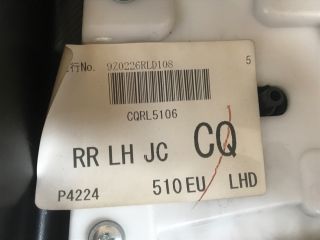 行No. 9Z0226RLD108 5
CQRL5106
RR LH JC CQ
P4224 510EU LHD